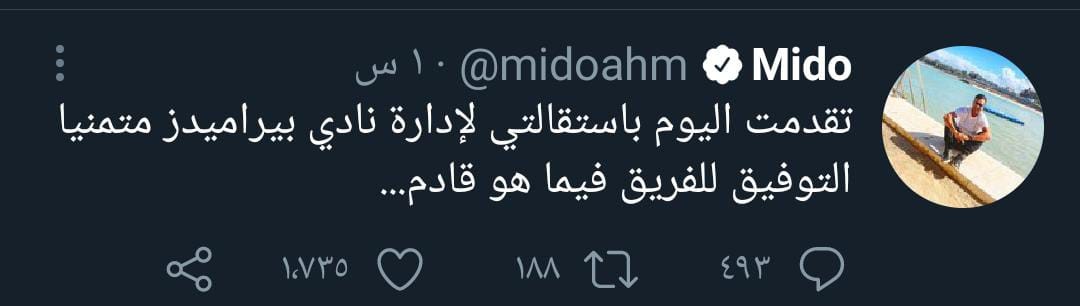 Mido @midoahm · ١٠ س
تقدمت اليوم باستقالتي لإدارة نادي بيراميدز متمنيا
التوفيق للفريق فيما هو قادم...
٤٩٣ ١٨٨ ١،٧٣٥